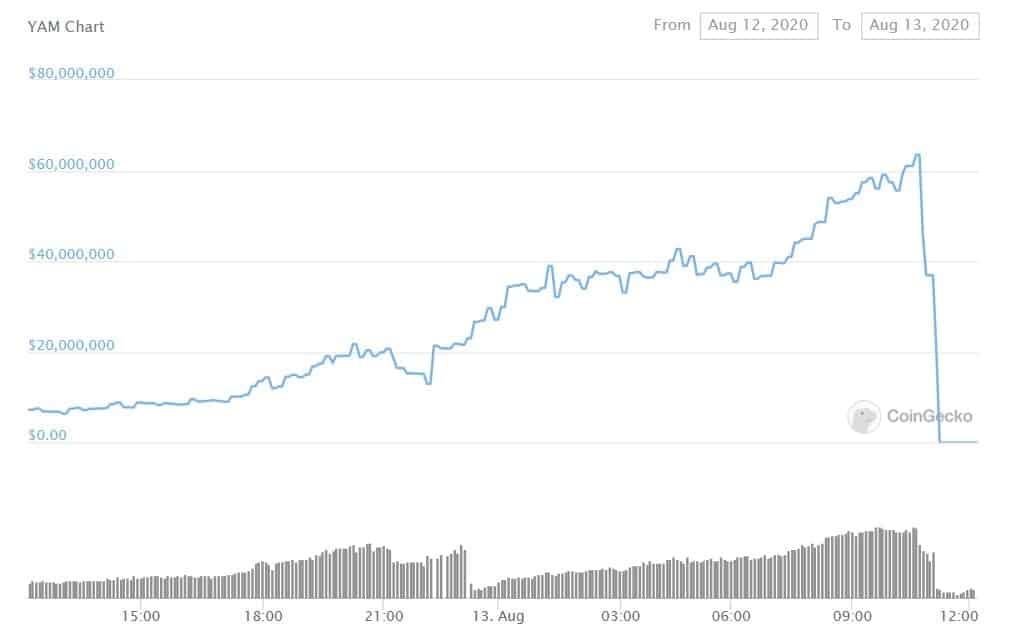 YAM Chart
From Aug 12, 2020 To Aug 13, 2020
$80,000,000
$60,000,000
$40,000,000
$20,000,000
$0.00
CoinGecko
15:00 18:00 21:00 13. Aug 03:00 06:00 09:00 12:00